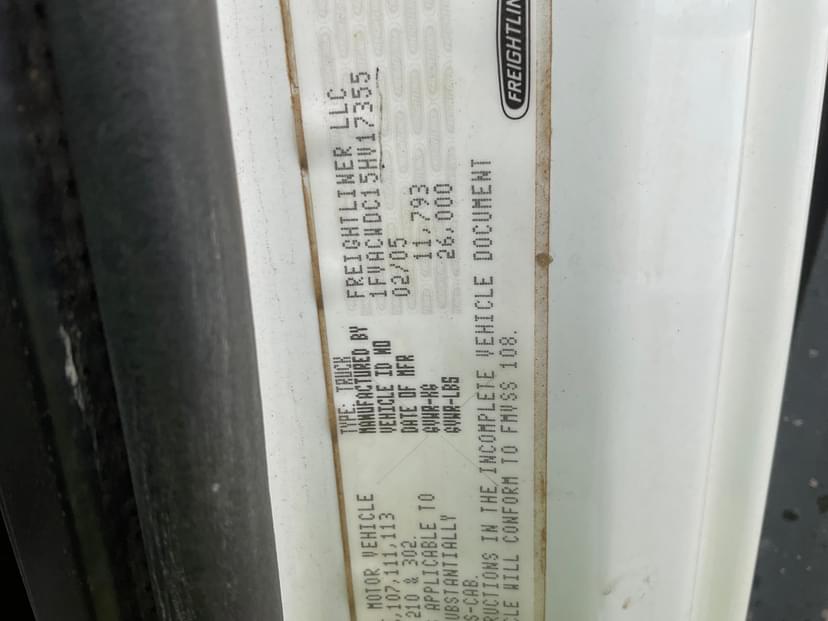 TYPE: TRUCK
MANUFACTURED BY FREIGHTLINER LLC
VEHICLE ID NO 1FVACWDC15HV17355
DATE OF MFR 02/05
GVWR-KG 11,793
GVWR-LBS 26,000
MOTOR VEHICLE
,107,111,113
210 & 302.
APPLICABLE TO
UBSTANTIALLY
S-CAB.
RUCTIONS IN THE INCOMPLETE VEHICLE DOCUMENT
CLE WILL CONFORM TO FMVSS 108.
FREIGHTLIN